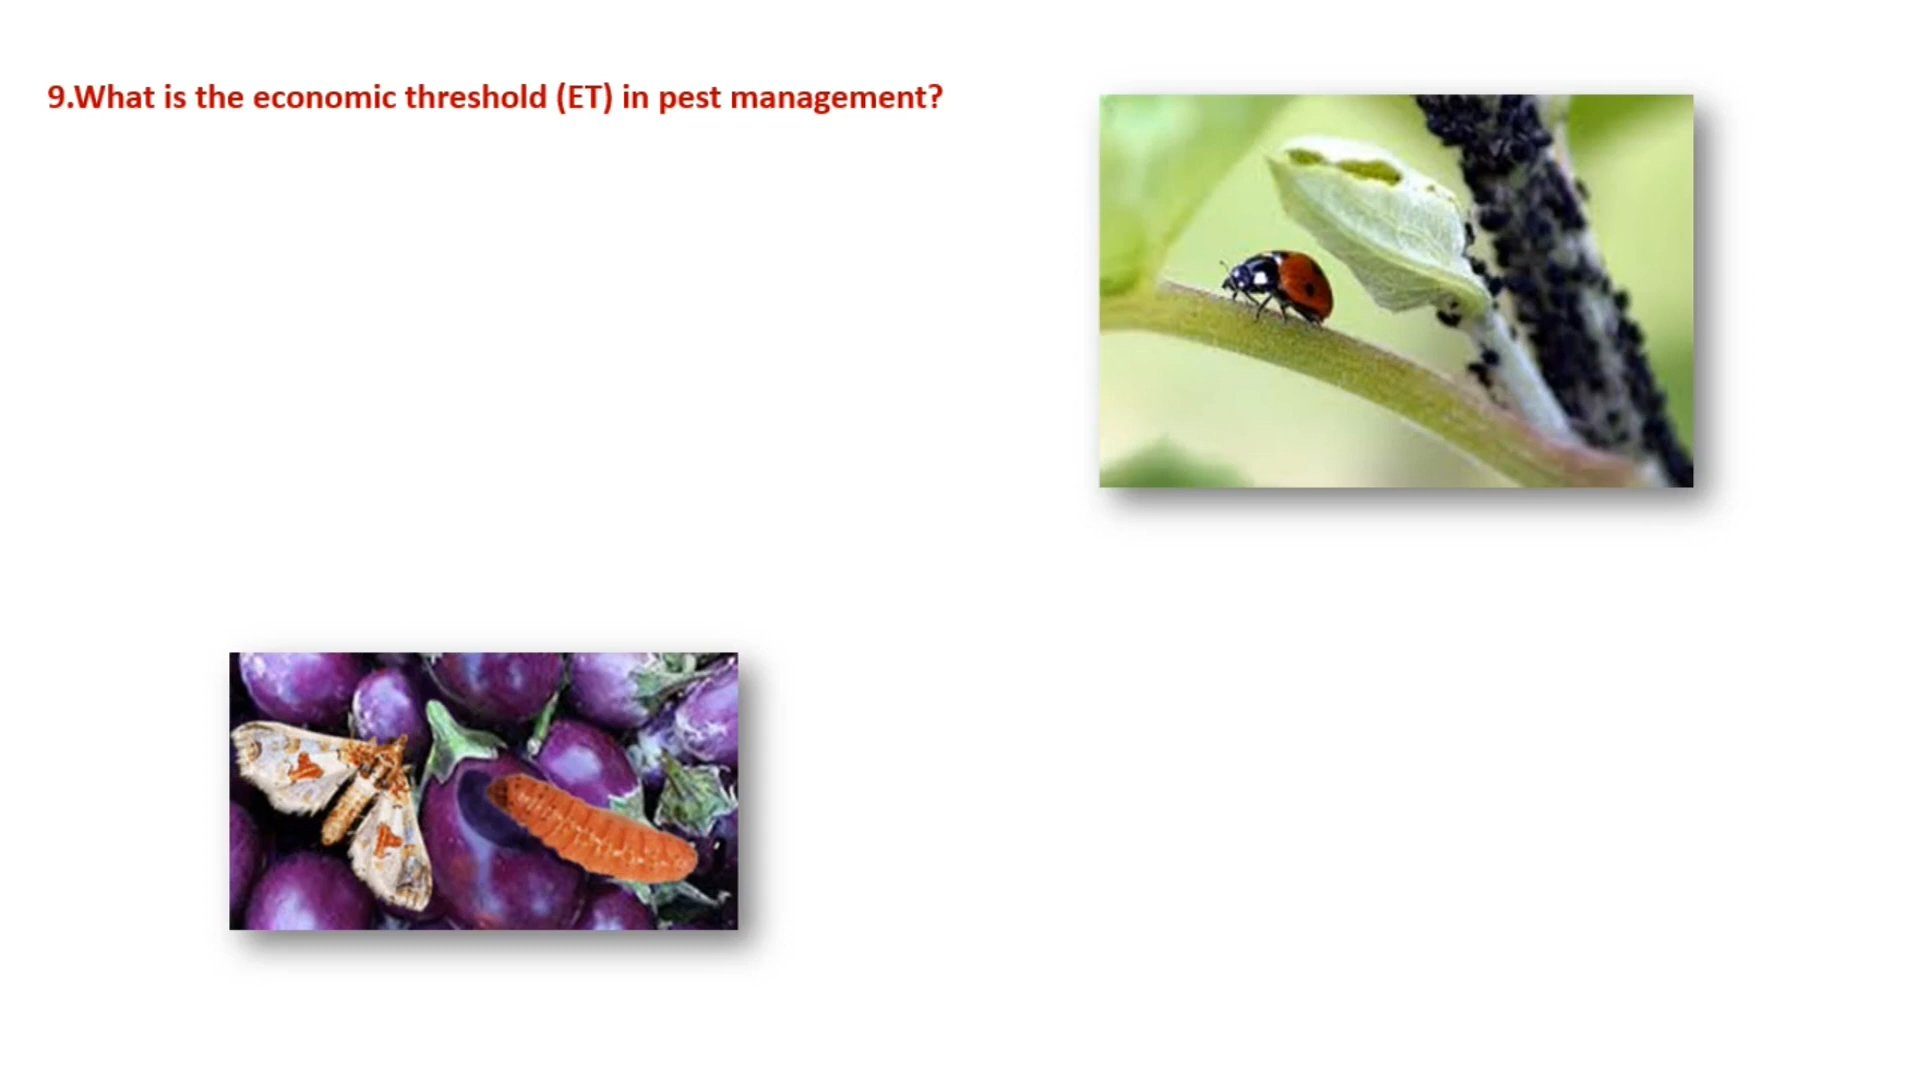 9.What is the economic threshold (ET) in pest management?